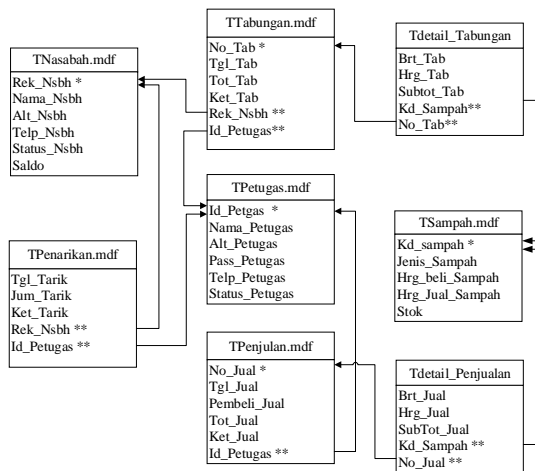 TNasabah.mdf
Rek_Nsbh *
Nama_Nsbh
Alt_Nsbh
Telp_Nsbh
Status_Nsbh
Saldo
TPenarikan.mdf
Tgl_Tarik
Jum_Tarik
Ket_Tarik
Rek_Nsbh **
Id_Petugas **
TTabungan.mdf
No_Tab *
Tgl_Tab
Tot_Tab
Ket_Tab
Rek_Nsbh **
Id_Petugas**
TPetugas.mdf
Id_Petgas *
Nama_Petugas
Alt_Petugas
Pass_Petugas
Telp_Petugas
Status_Petugas
TPenjulan.mdf
No_Jual *
Tgl_Jual
Pembeli_Jual
Tot_Jual
Ket_Jual
Id_Petugas **
Tdetail_Tabungan
Brt_Tab
Hrg_Tab
Subtot_Tab
Kd_Sampah**
No_Tab**
TSampah.mdf
Kd_sampah *
Jenis_Sampah
Hrg_beli_Sampah
Hrg_Jual_Sampah
Stok
Tdetail_Penjualan
Brt_Jual
Hrg_Jual
SubTot_Jual
Kd_Sampah **
No_Jual **